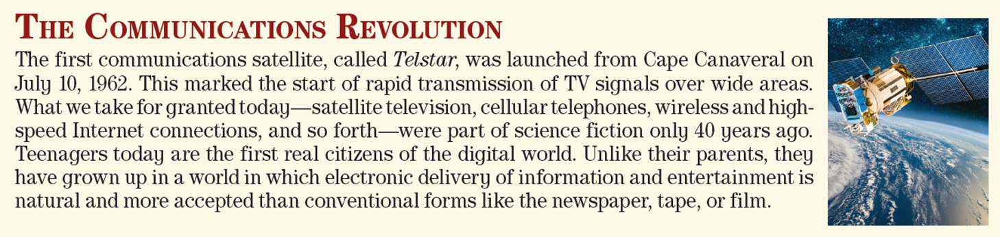 THE COMMUNICATIONS REVOLUTION
The first communications satellite, called Telstar, was launched from Cape Canaveral on
July 10, 1962. This marked the start of rapid transmission of TV signals over wide areas.
What we take for granted today—satellite television, cellular telephones, wireless and high-
speed Internet connections, and so forth—were part of science fiction only 40 years ago.
Teenagers today are the first real citizens of the digital world. Unlike their parents, they
have grown up in a world in which electronic delivery of information and entertainment is
natural and more accepted than conventional forms like the newspaper, tape, or film.